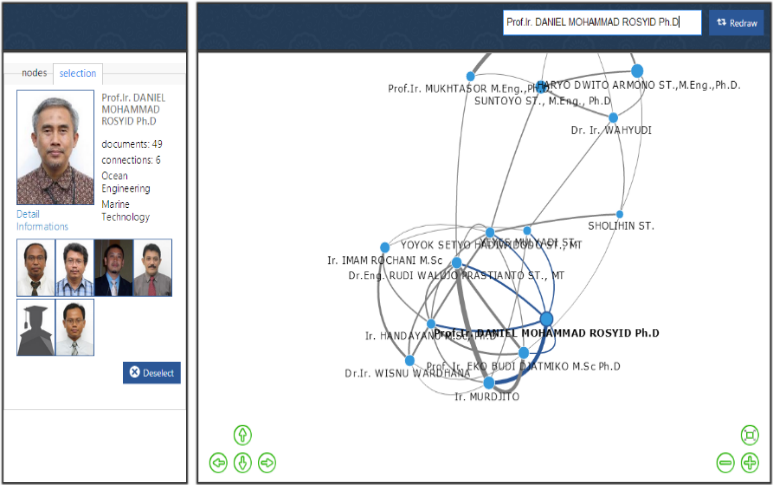 Prof.Ir. DANIEL MOHAMMAD ROSYID Ph.D
Redraw
nodes
selection
Prof.Ir. DANIEL
MOHAMMAD
ROSYID Ph.D
documents: 49
connections: 6
Ocean
Engineering
Marine
Technology
Detail
Informations
Deselect
Prof.Ir. MUKHTASOR M.Eng.,Ph.D
HARYO DWITO ARMONO ST.,M.Eng.,Ph.D.
SUNTOYO ST., M.Eng., Ph.D
Dr. Ir. WAHYUDI
SHOLIHIN ST.
YOYOK SETYO HADIWIDODO ST., MT
MULYADI ST.
Ir. IMAM ROCHANI M.Sc
Dr.Eng. RUDI WALUJO PRASTIANTO ST., MT
Prof.Ir. DANIEL MOHAMMAD ROSYID Ph.D
Ir. HANDAYANU M.Sc, Ph.D
Prof. Ir. EKO BUDI DJATMIKO M.Sc Ph.D
Dr.Ir. WISNU WARDHANA
Ir. MURDJITO